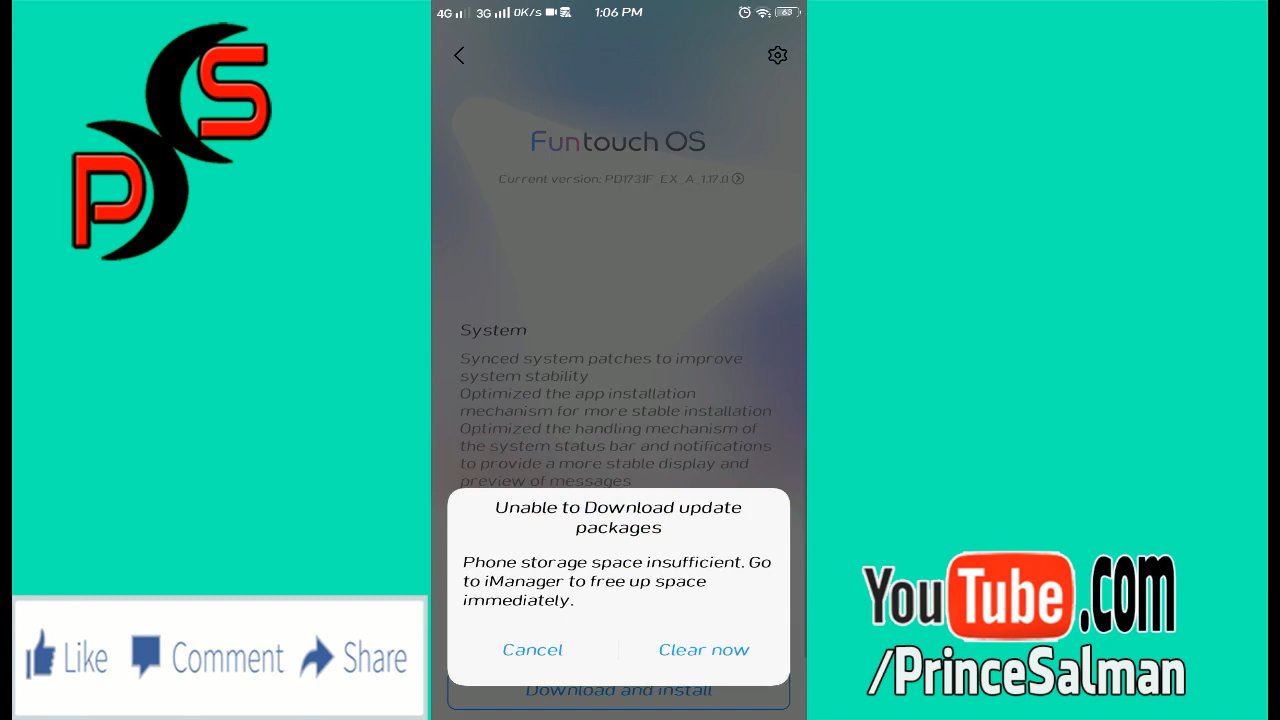 PS
4G 3G 0K/s 1:06 PM 63
Funtouch OS
Current version: PD1731F_EX_A_1.17.0
System
Synced system patches to improve
system stability
Optimized the app installation
mechanism for more stable installation
Optimized the handling mechanism of
the system status bar and notifications
to provide a more stable display and
preview of messages
Unable to Download update
packages
Phone storage space insufficient. Go
to iManager to free up space
immediately.
Cancel Clear now
Download and install
Like Comment Share
YouTube.com
/PrinceSalman